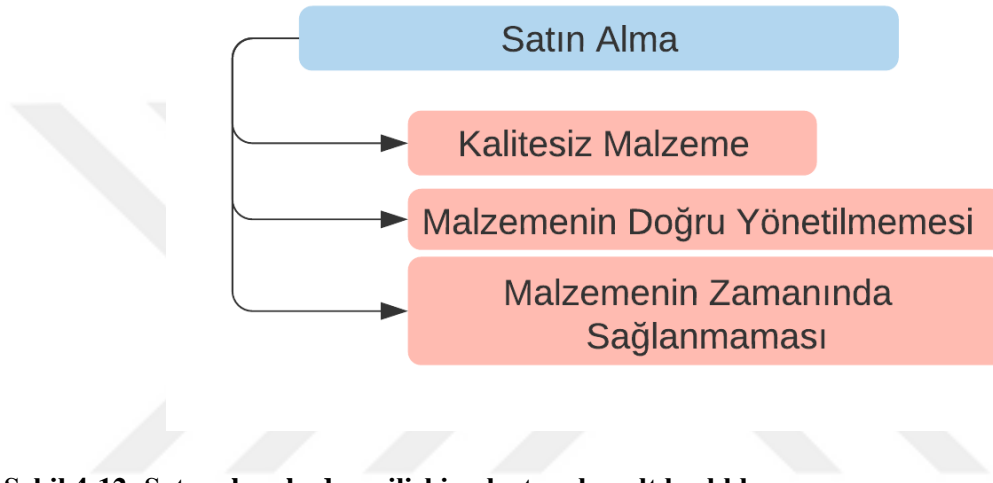 Satın Alma
Kalitesiz Malzeme
Malzemenin Doğru Yönetilmemesi
Malzemenin Zamanında
Sağlanmaması